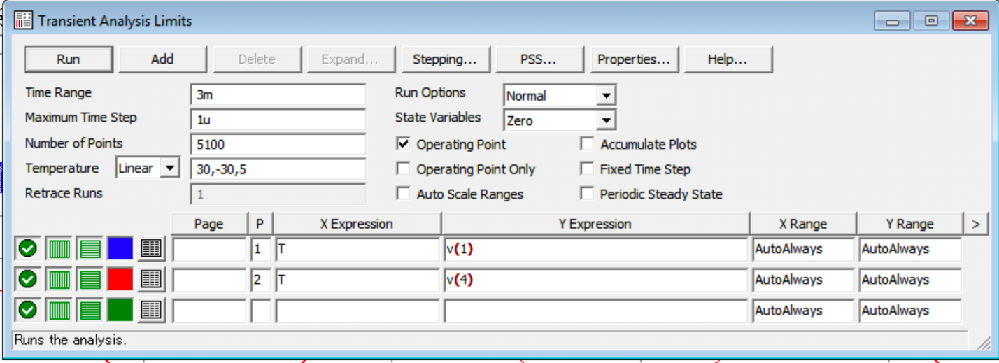 Transient Analysis Limits
Run Add Delete Expand... Stepping... PSS... Properties... Help...
Time Range 3m Run Options Normal
Maximum Time Step 1u State Variables Zero
Number of Points 5100 Operating Point Accumulate Plots
Temperature Linear 30,-30,5 Operating Point Only Fixed Time Step
Retrace Runs 1 Auto Scale Ranges Periodic Steady State
Page P X Expression Y Expression X Range Y Range >
1 T v(1) AutoAlways AutoAlways
2 T v(4) AutoAlways AutoAlways
AutoAlways AutoAlways
Runs the analysis.